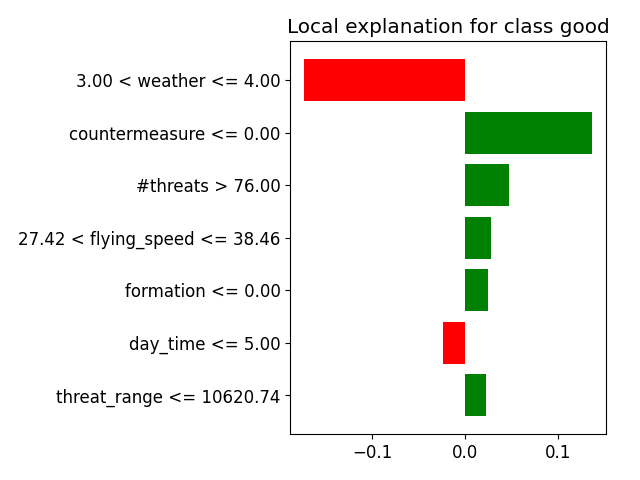 Local explanation for class good
3.00 < weather <= 4.00
countermeasure <= 0.00
#threats > 76.00
27.42 < flying_speed <= 38.46
formation <= 0.00
day_time <= 5.00
threat_range <= 10620.74
−0.1 0.0 0.1